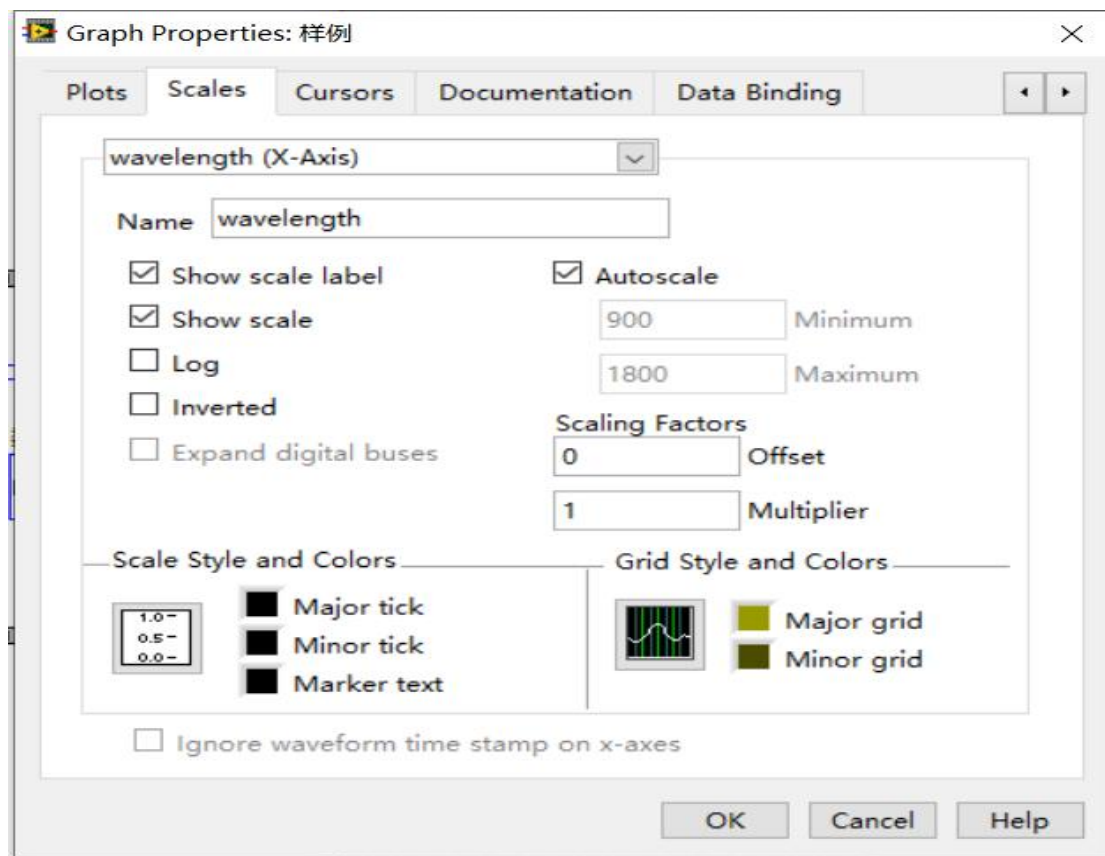 Graph Properties: 样例
Plots Scales Cursors Documentation Data Binding
wavelength (X-Axis)
Name wavelength
Show scale label Autoscale
Show scale 900 Minimum
Log 1800 Maximum
Inverted Scaling Factors
Expand digital buses 0 Offset
1 Multiplier
Scale Style and Colors Grid Style and Colors
1.0
0.5
0.0
Major tick Major grid
Minor tick Minor grid
Marker text
Ignore waveform time stamp on x-axes
OK Cancel Help